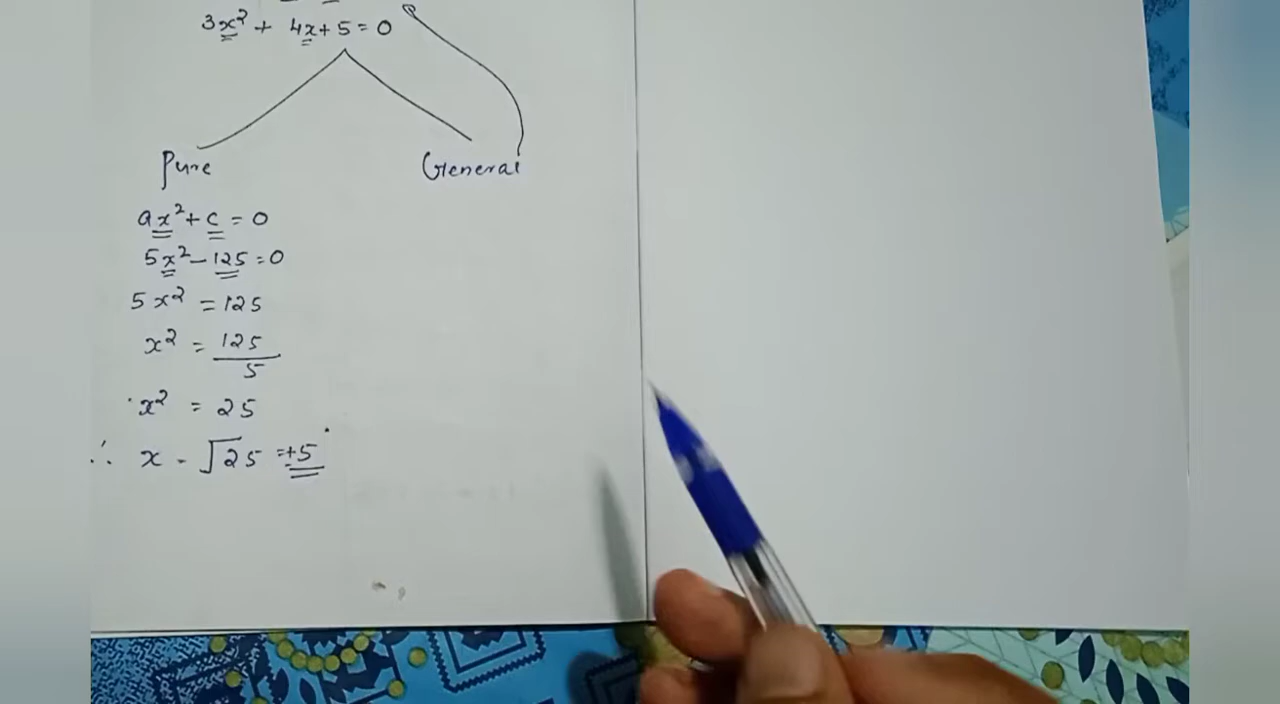 3x² + 4x + 5 = 0
Pure General
ax² + c = 0
5x² - 125 = 0
5x² = 125
x² = 125/5
x² = 25
∴ x = √25 = ±5